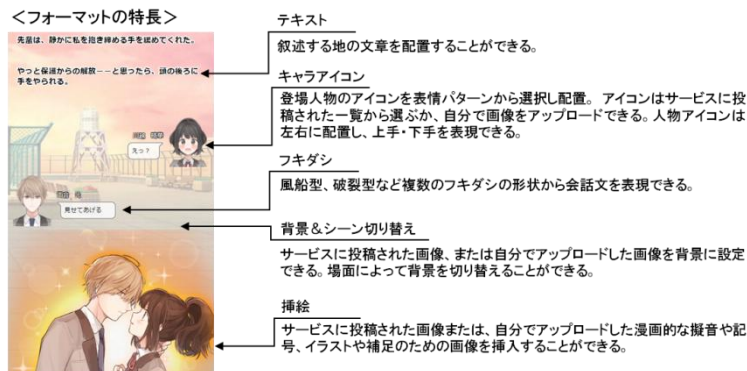 ＜フォーマットの特長＞
先輩は、静かに私を抱き締める手を緩めてくれた。
やっと保護からの解放ーーと思ったら、頭の後ろに
手をやられる。
えっ？
見せてあげる
テキスト
叙述する地の文章を配置することができる。
キャラアイコン
登場人物のアイコンを表情パターンから選択し配置。 アイコンはサービスに投
稿された一覧から選ぶか、自分で画像をアップロードできる。人物アイコンは
左右に配置し、上手・下手を表現できる。
フキダシ
風船型、破裂型など複数のフキダシの形状から会話文を表現できる。
背景＆シーン切り替え
サービスに投稿された画像、または自分でアップロードした画像を背景に設定
できる。場面によって背景を切り替えることができる。
挿絵
サービスに投稿された画像または、自分でアップロードした漫画的な擬音や記
号、イラストや補足のための画像を挿入することができる。